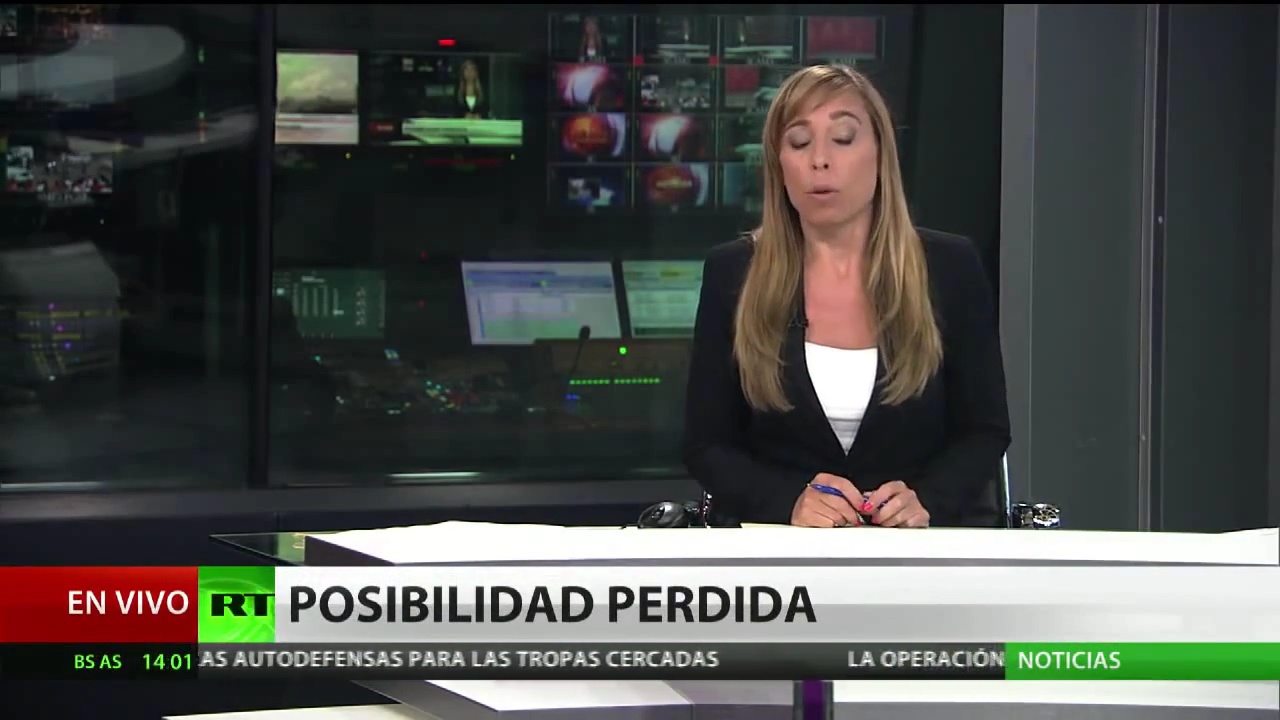 EN VIVO
RT
POSIBILIDAD PERDIDA
BS AS 14:01
AS AUTODEFENSAS PARA LAS TROPAS CERCADAS
LA OPERACIÓN
NOTICIAS